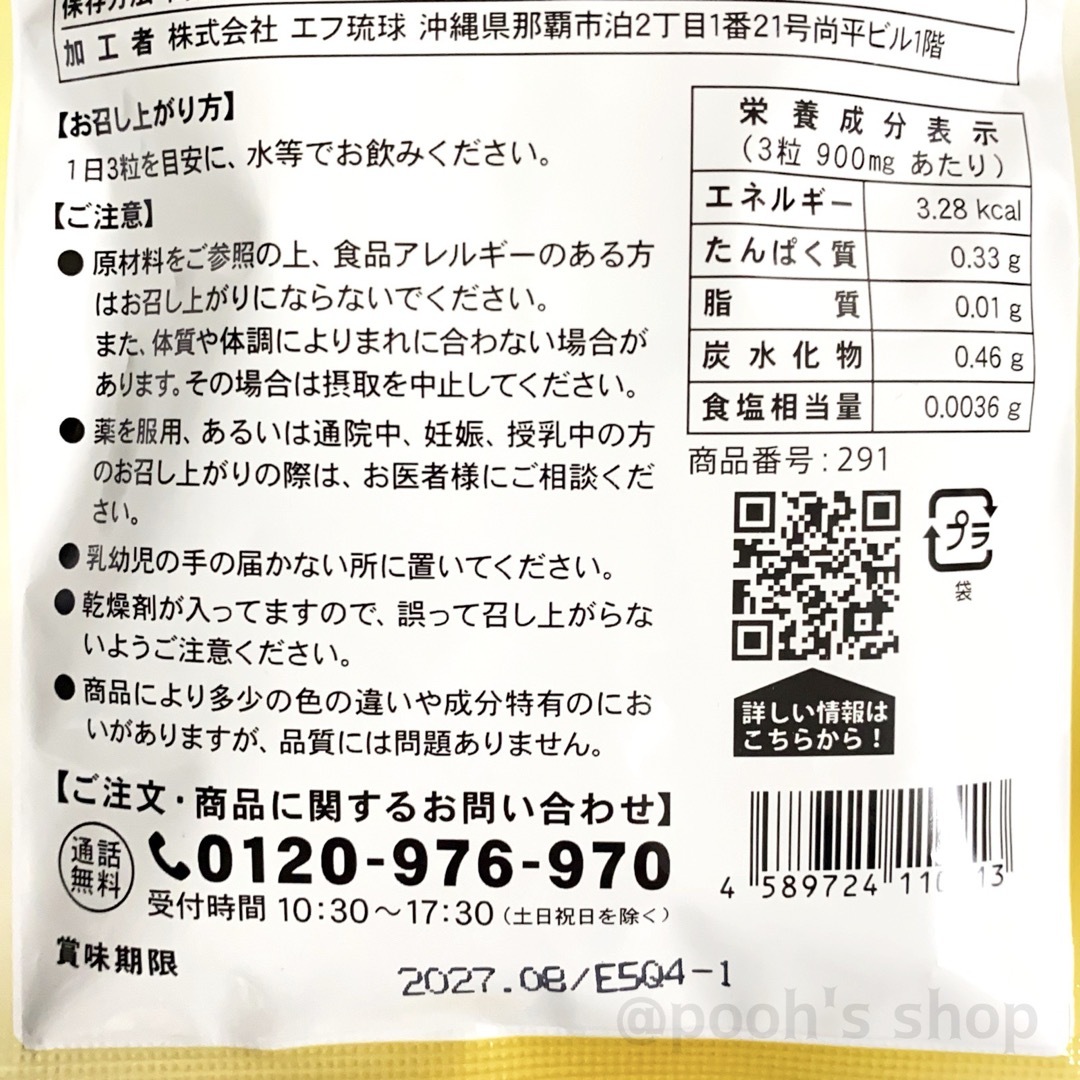 加工者 株式会社 エフ琉球 沖縄県那覇市泊2丁目1番21号尚平ビル1階
【お召し上がり方】
1日3粒を目安に、水等でお飲みください。
【ご注意】
●原材料をご参照の上、食品アレルギーのある方
はお召し上がりにならないでください。
また、体質や体調によりまれに合わない場合が
あります。その場合は摂取を中止してください。
●薬を服用、あるいは通院中、妊娠、授乳中の方
のお召し上がりの際は、お医者様にご相談くだ
さい。
●乳幼児の手の届かない所に置いてください。
●乾燥剤が入ってますので、誤って召し上がらな
いようご注意ください。
●商品により多少の色の違いや成分特有のにお
いがありますが、品質には問題ありません。
【ご注文・商品に関するお問い合わせ】
通話
無料
0120-976-970
受付時間 10:30〜17:30(土日祝日を除く)
賞味期限
2027.08/E5Q4-1
栄養成分表示
(3粒 900mg あたり)
エネルギー 3.28 kcal
たんぱく質 0.33 g
脂質 0.01 g
炭水化物 0.46 g
食塩相当量 0.0036 g
商品番号:291
プラ
袋
詳しい情報は
こちらから!
4 589724 11
@pooh's shop